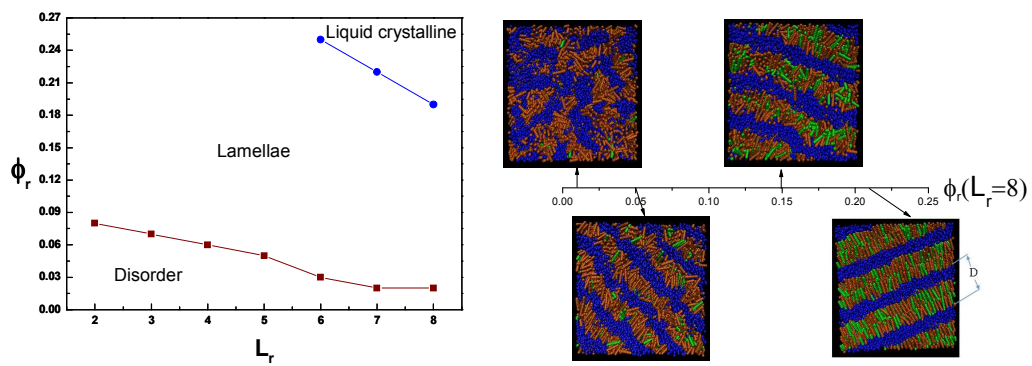 0.27
0.24
0.21
0.18
0.15
0.12
0.09
0.06
0.03
0.00
ϕr
Liquid crystalline
Lamellae
Disorder
2 3 4 5 6 7 8
Lr
0.00 0.05 0.10 0.15 0.20 0.25
ϕr(Lr=8)
D